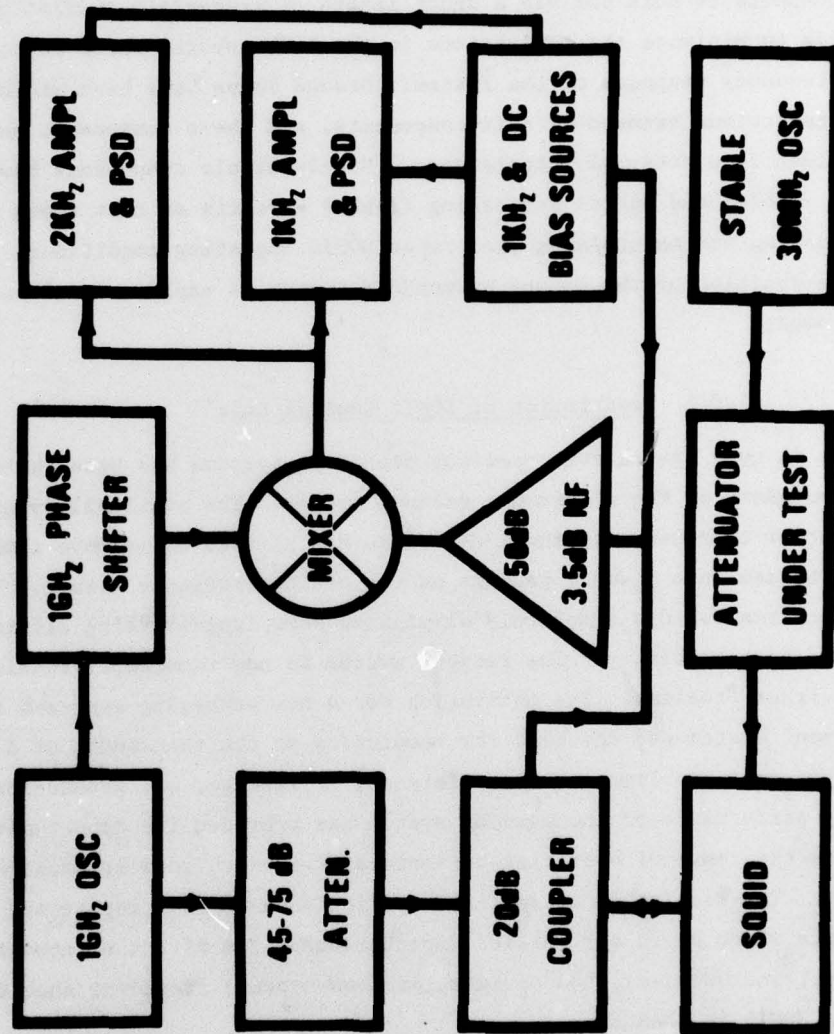 1GHz OSC
1GHz PHASE
SHIFTER
2KHz AMPL
& PSD
45-75 dB
ATTEN.
MIXER
1KHz AMPL
& PSD
20dB
COUPLER
50dB
3.5dB NF
1KHz & DC
BIAS SOURCES
SQUID
ATTENUATOR
UNDER TEST
STABLE
30MHz OSC